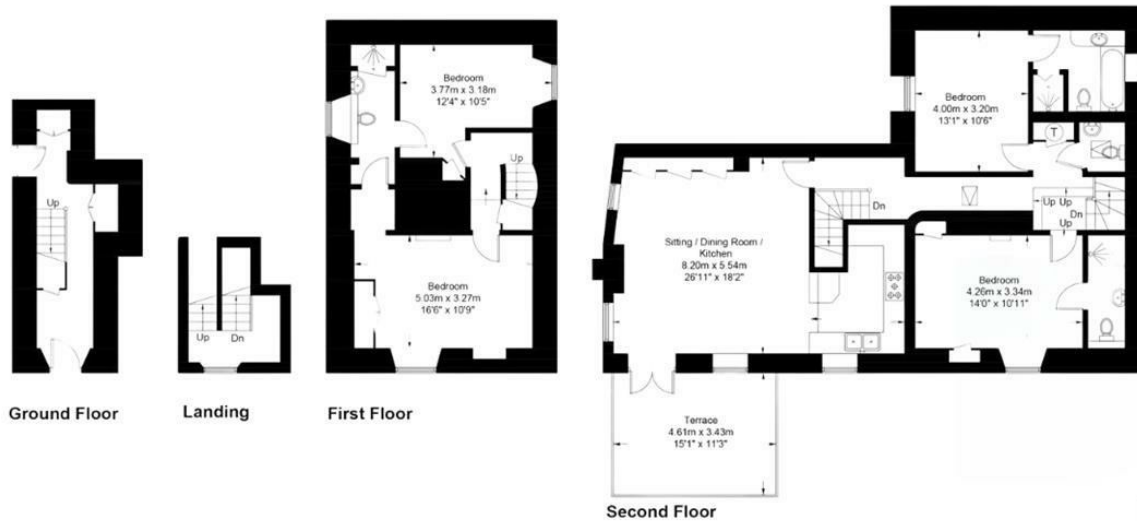 Up
Ground Floor
Up
Dn
Landing
Bedroom
3.77m x 3.18m
12'4" x 10'5"
Up
Bedroom
5.03m x 3.27m
16'6" x 10'9"
First Floor
Bedroom
4.00m x 3.20m
13'1" x 10'6"
T
Dn
Up
Up
Dn
Up
Sitting / Dining Room /
Kitchen
8.20m x 5.54m
26'11" x 18'2"
Bedroom
4.26m x 3.34m
14'0" x 10'11"
Terrace
4.61m x 3.43m
15'1" x 11'3"
Second Floor